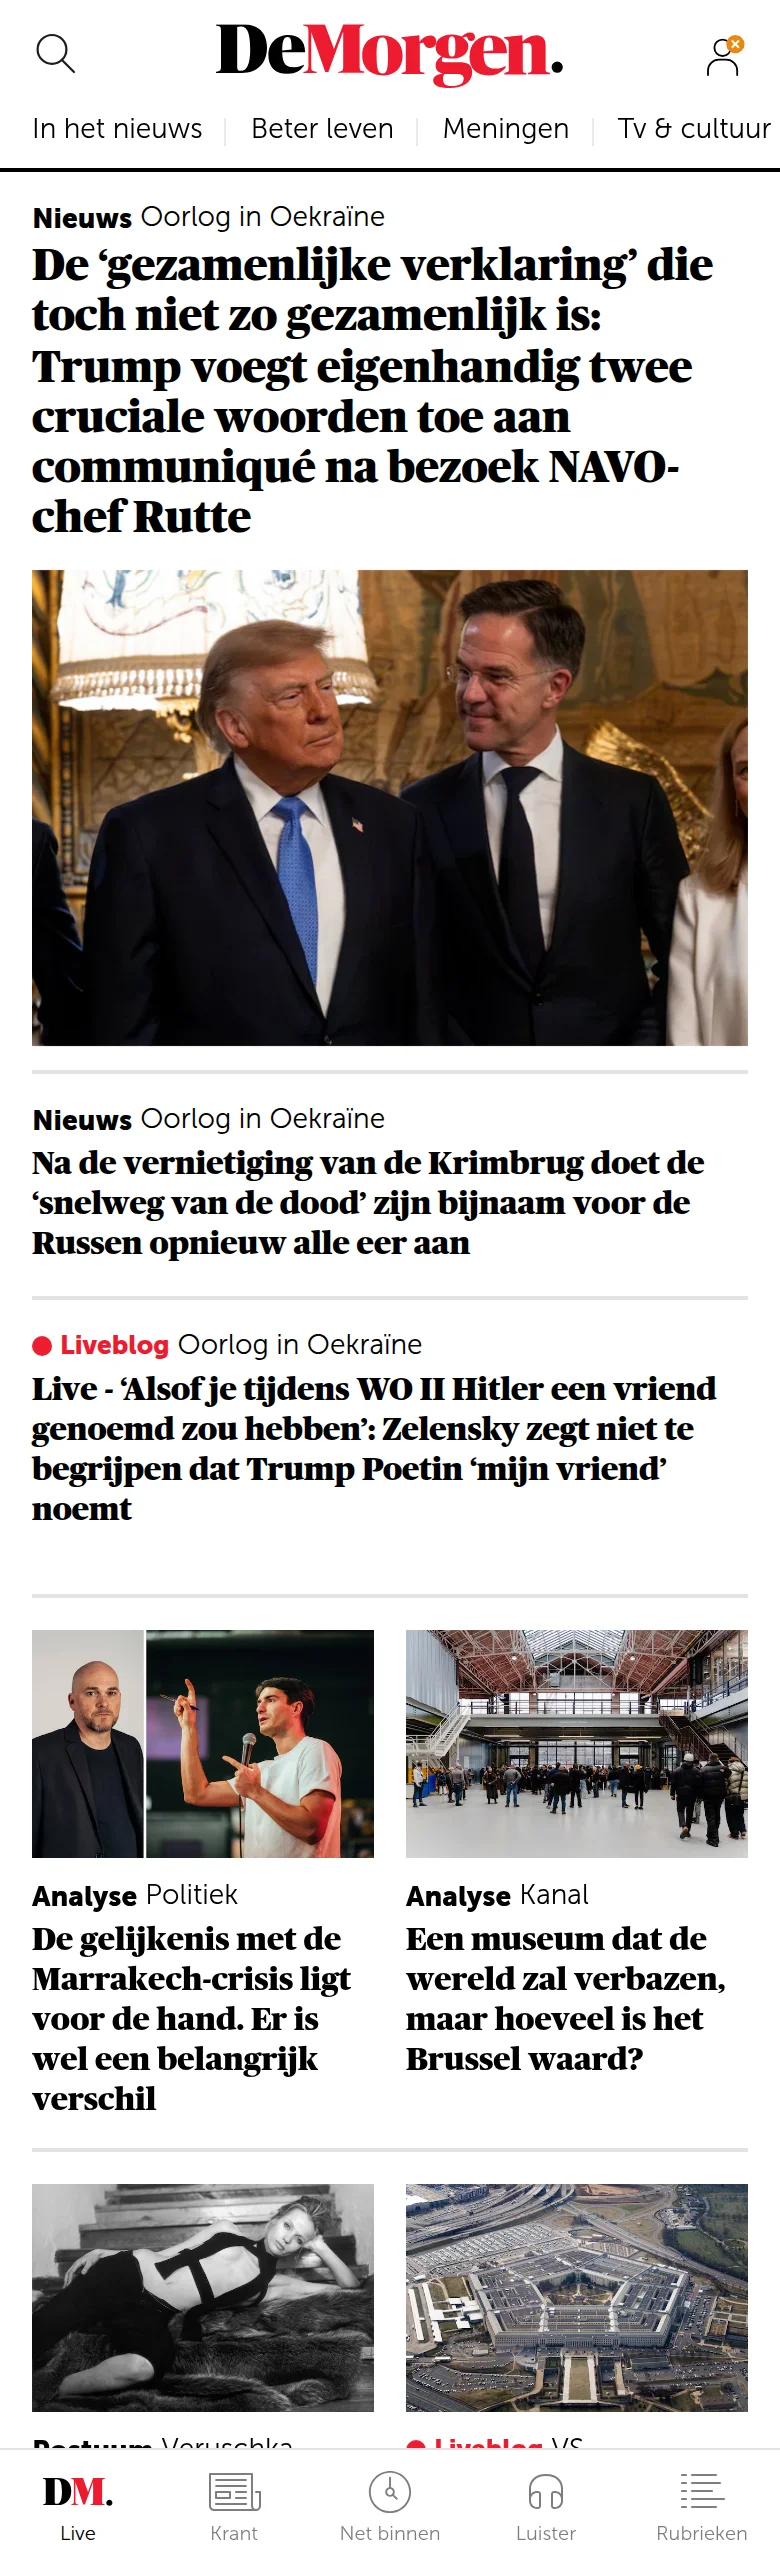 DeMorgen.
In het nieuws
Beter leven
Meningen
Tv & cultuur
Nieuws Oorlog in Oekraïne
De ‘gezamenlijke verklaring’ die
toch niet zo gezamenlijk is:
Trump voegt eigenhandig twee
cruciale woorden toe aan
communiqué na bezoek NAVO-
chef Rutte
Nieuws Oorlog in Oekraïne
Na de vernietiging van de Krimbrug doet de
‘snelweg van de dood’ zijn bijnaam voor de
Russen opnieuw alle eer aan
Liveblog Oorlog in Oekraïne
Live - ‘Alsof je tijdens WO II Hitler een vriend
genoemd zou hebben’: Zelensky zegt niet te
begrijpen dat Trump Poetin ‘mijn vriend’
noemt
Analyse Politiek
De gelijkenis met de
Marrakech-crisis ligt
voor de hand. Er is
wel een belangrijk
verschil
Analyse Kanal
Een museum dat de
wereld zal verbazen,
maar hoeveel is het
Brussel waard?
Postuum Veruschka
Liveblog VS
DM.
Live
Krant
Net binnen
Luister
Rubrieken